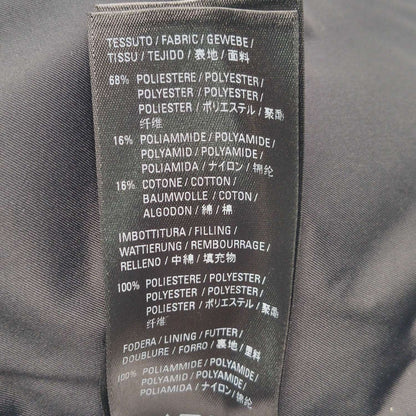 TESSUTO / FABRIC / GEWEBE /
TISSU / TEJIDO / 表地 / 面料
68% POLIESTERE / POLYESTER /
POLYESTER / POLYESTER /
POLIESTER / ポリエステル / 聚酯
纤维
16% POLIAMMIDE / POLYAMIDE /
POLYAMID / POLYAMIDE /
POLIAMIDA / ナイロン / 锦纶
16% COTONE / COTTON /
BAUMWOLLE / COTON /
ALGODON / 綿 / 棉
IMBOTTITURA / FILLING /
WATTIERUNG / REMBOURRAGE /
RELLENO / 中綿 / 填充物
100% POLIESTERE / POLYESTER /
POLYESTER / POLYESTER /
POLIESTER / ポリエステル / 聚酯
纤维
FODERA / LINING / FUTTER /
DOUBLURE / FORRO / 裏地 / 里料
100% POLIAMMIDE / POLYAMIDE /
POLYAMID / POLYAMIDE /
POLIAMIDA / ナイロン / 锦纶